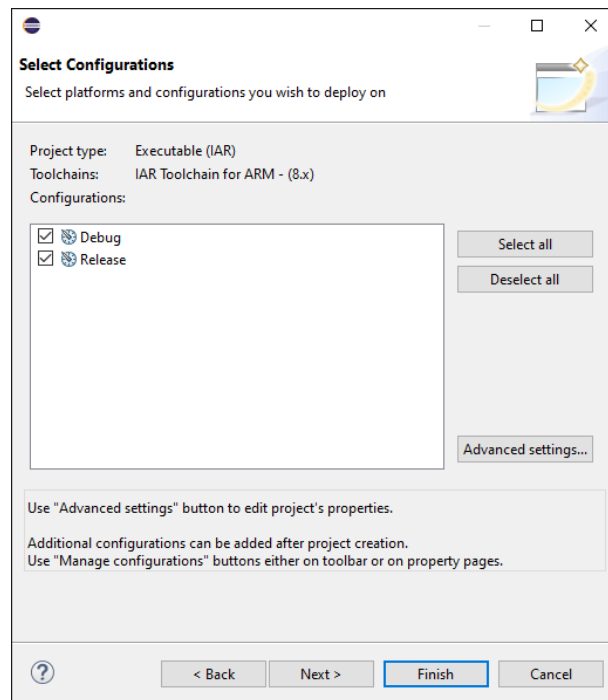 Select Configurations
Select platforms and configurations you wish to deploy on
Project type: Executable (IAR)
Toolchains: IAR Toolchain for ARM - (8.x)
Configurations:
Debug
Release
Select all
Deselect all
Advanced settings...
Use "Advanced settings" button to edit project's properties.
Additional configurations can be added after project creation.
Use "Manage configurations" buttons either on toolbar or on property pages.
?
< Back
Next >
Finish
Cancel